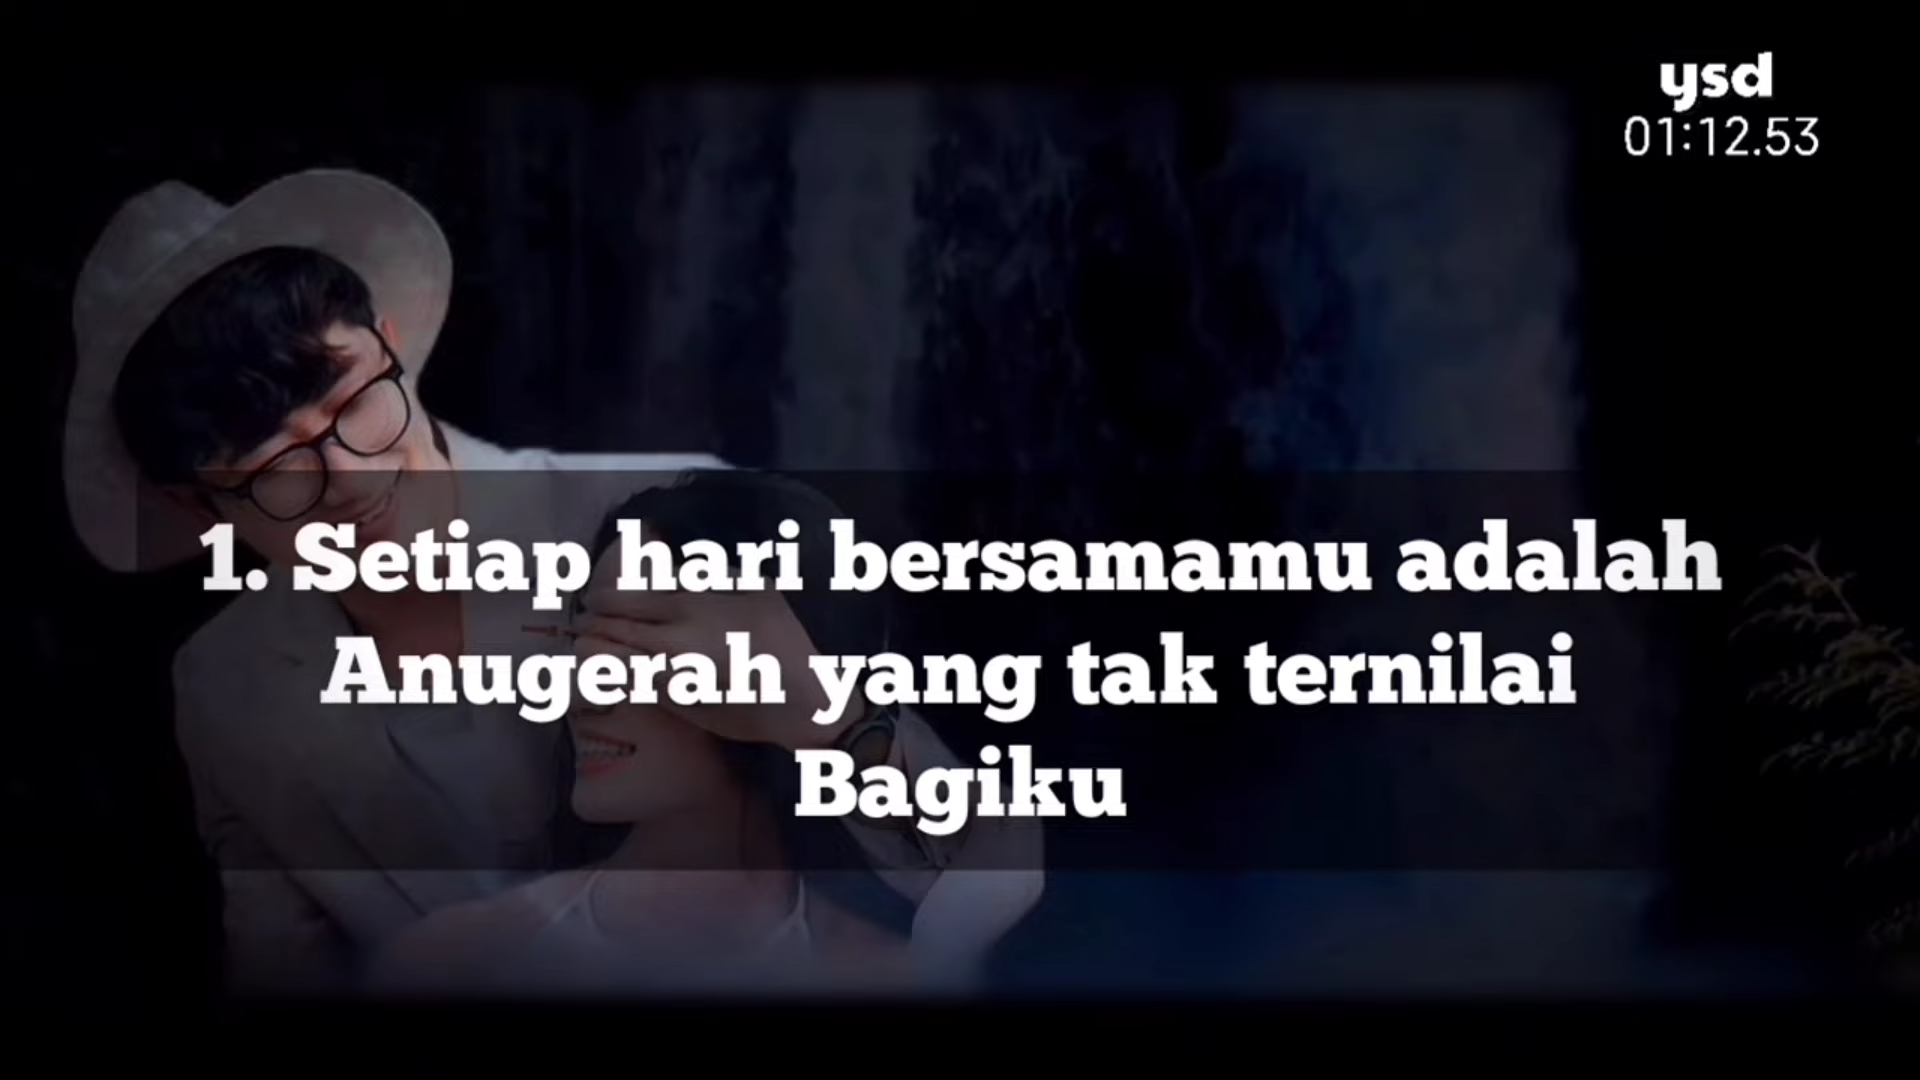 ysd
01:12.53
1. Setiap hari bersamamu adalah
Anugerah yang tak ternilai
Bagiku